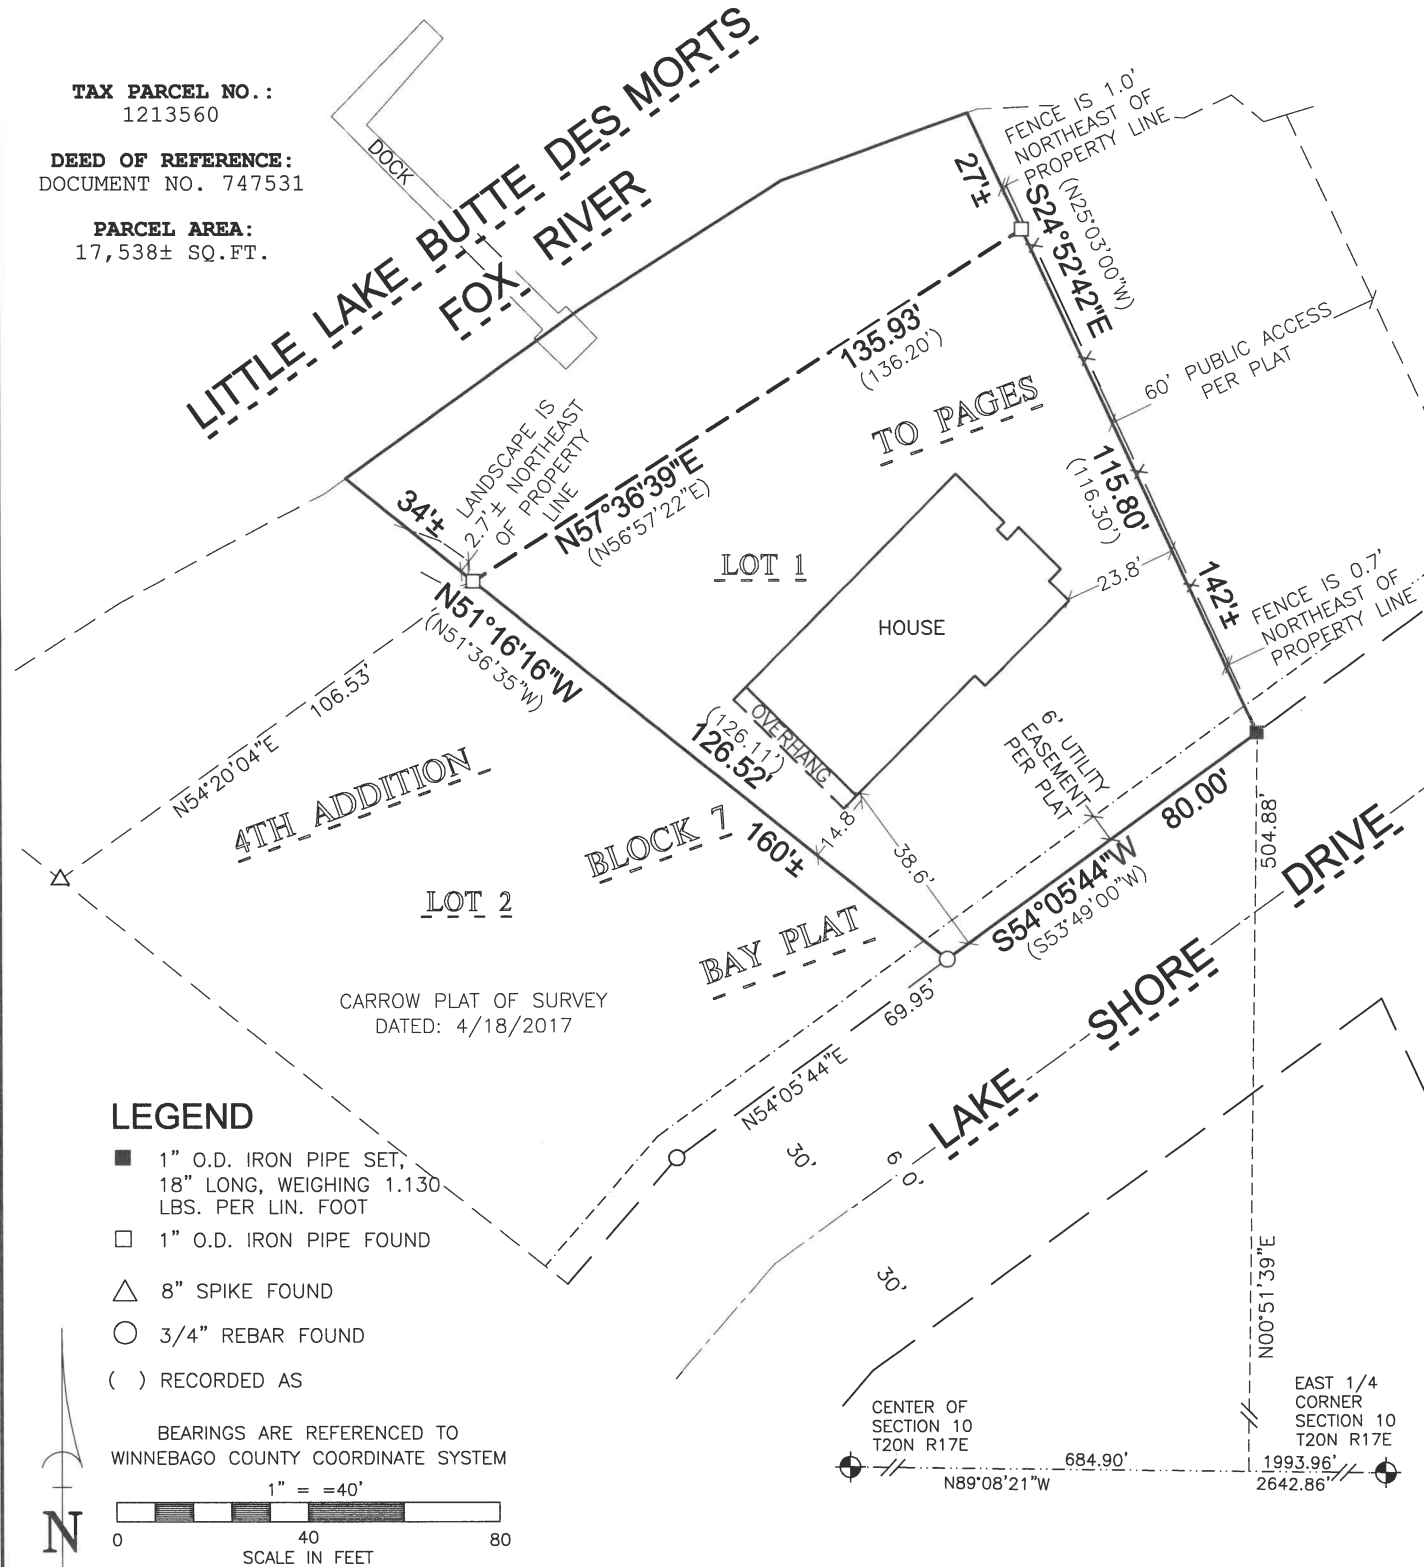 TAX PARCEL NO.:
1213560
DEED OF REFERENCE:
DOCUMENT NO. 747531
PARCEL AREA:
17,538± SQ.FT.
DOCK
LITTLE LAKE BUTTE DES MORTS
FOX RIVER
FENCE IS 1.0'
NORTHEAST OF
PROPERTY LINE
27'±
S24°52'42"E
(N25°03'00"W)
135.93'
(136.20')
60' PUBLIC ACCESS
PER PLAT
TO PAGES
LANDSCAPE IS
2.7'± NORTHEAST
OF PROPERTY
LINE
34'±
N57°36'39"E
(N56°57'22"E)
115.80'
(116.30')
LOT 1
23.8'
142'±
FENCE IS 0.7'
NORTHEAST OF
PROPERTY LINE
HOUSE
N51°16'16"W
(N51°36'35"W)
106.53'
N54°20'04"E
(126.11')
126.52'
OVERHANG
6' UTILITY
EASEMENT
PER PLAT
4TH ADDITION
BLOCK 7
160'±
14.8'
38.6'
80.00'
504.88'
LOT 2
S54°05'44"W
(S53°49'00"W)
BAY PLAT
CARROW PLAT OF SURVEY
DATED: 4/18/2017
69.95'
N54°05'44"E
LAKE SHORE DRIVE
30'
60'
30'
N00°51'39"E
LEGEND
1" O.D. IRON PIPE SET,
18" LONG, WEIGHING 1.130
LBS. PER LIN. FOOT
1" O.D. IRON PIPE FOUND
8" SPIKE FOUND
3/4" REBAR FOUND
( ) RECORDED AS
BEARINGS ARE REFERENCED TO
WINNEBAGO COUNTY COORDINATE SYSTEM
1" = =40'
0 40 80
SCALE IN FEET
N
CENTER OF
SECTION 10
T20N R17E
EAST 1/4
CORNER
SECTION 10
T20N R17E
684.90'
1993.96'
N89°08'21"W
2642.86'